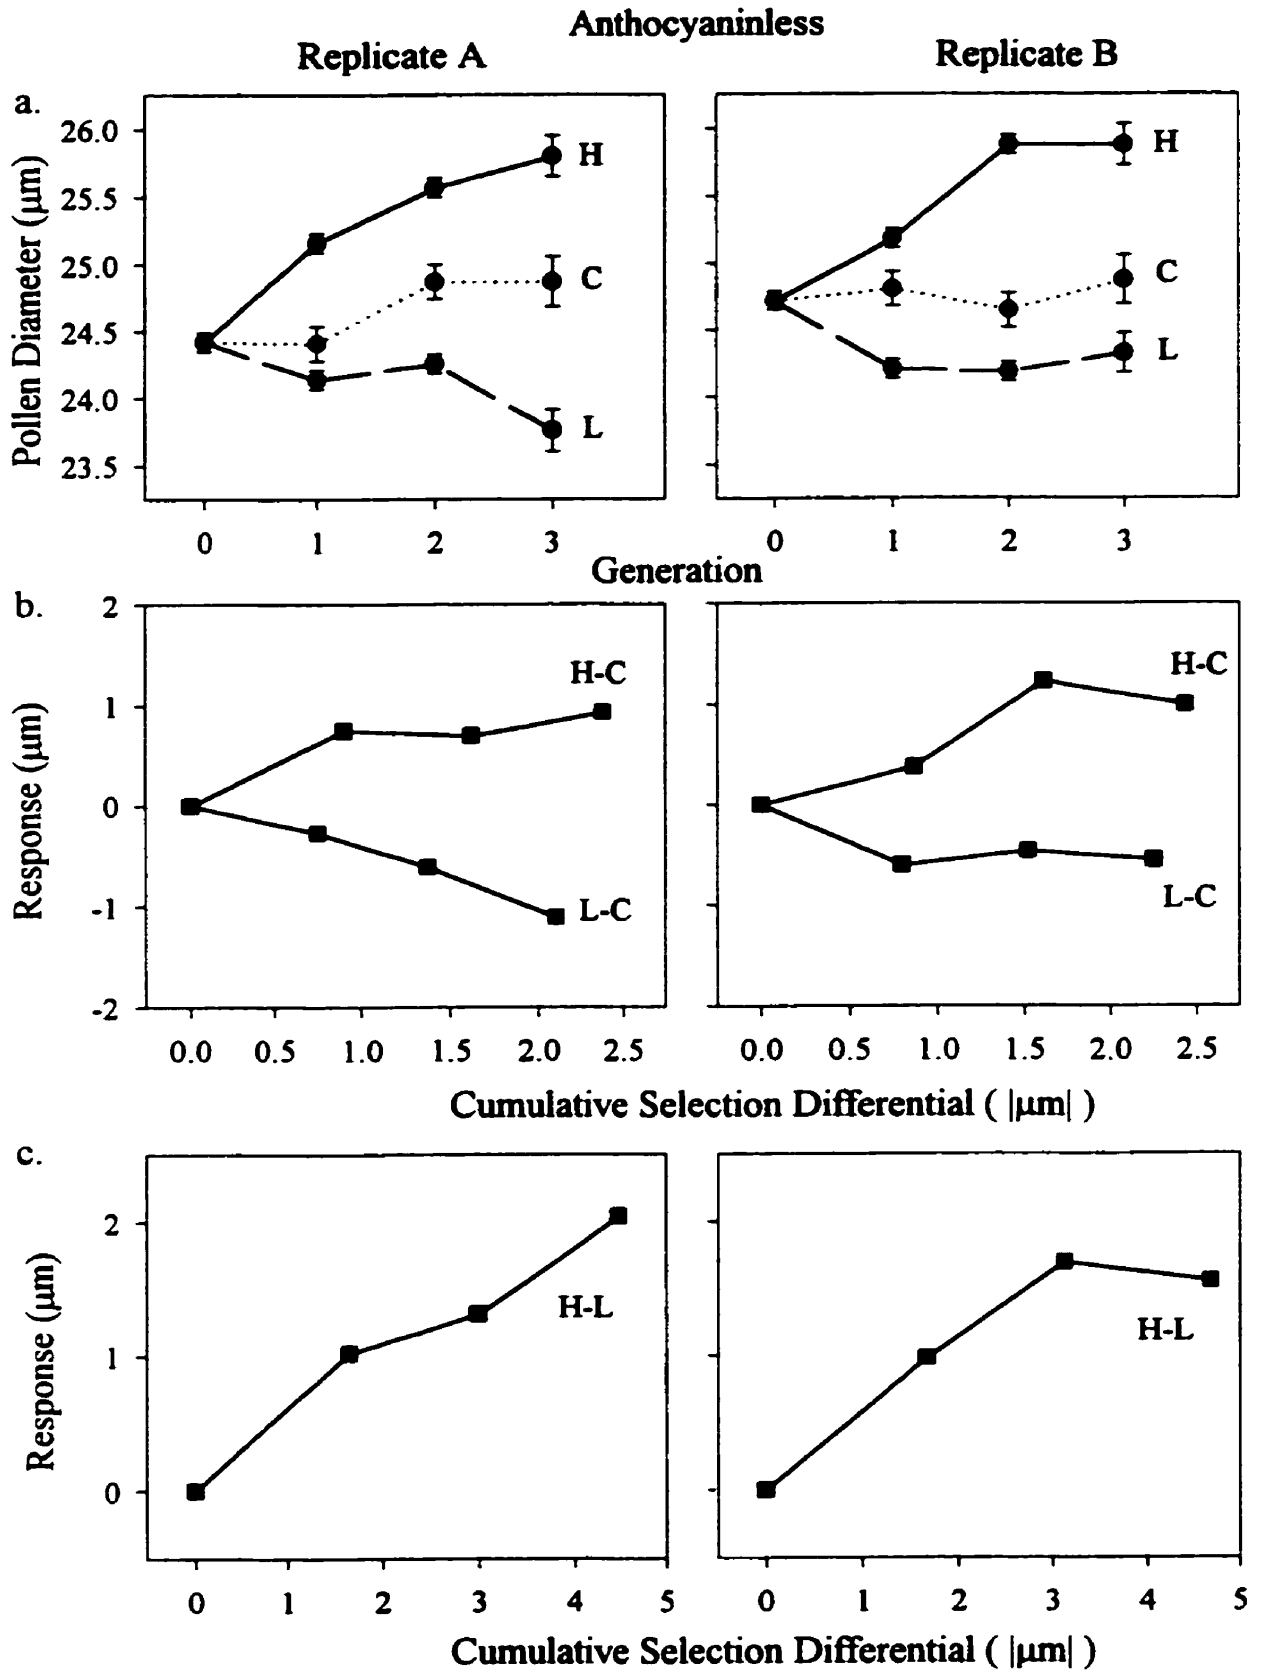 Anthocyaninless
Replicate A Replicate B
a.
Pollen Diameter (μm)
26.0
25.5
25.0
24.5
24.0
23.5
H
C
L
H
C
L
0 1 2 3 0 1 2 3
Generation
b.
Response (μm)
2
1
0
-1
-2
H-C
L-C
H-C
L-C
0.0 0.5 1.0 1.5 2.0 2.5 0.0 0.5 1.0 1.5 2.0 2.5
Cumulative Selection Differential ( |μm| )
c.
Response (μm)
2
1
0
H-L
H-L
0 1 2 3 4 5 0 1 2 3 4 5
Cumulative Selection Differential ( |μm| )